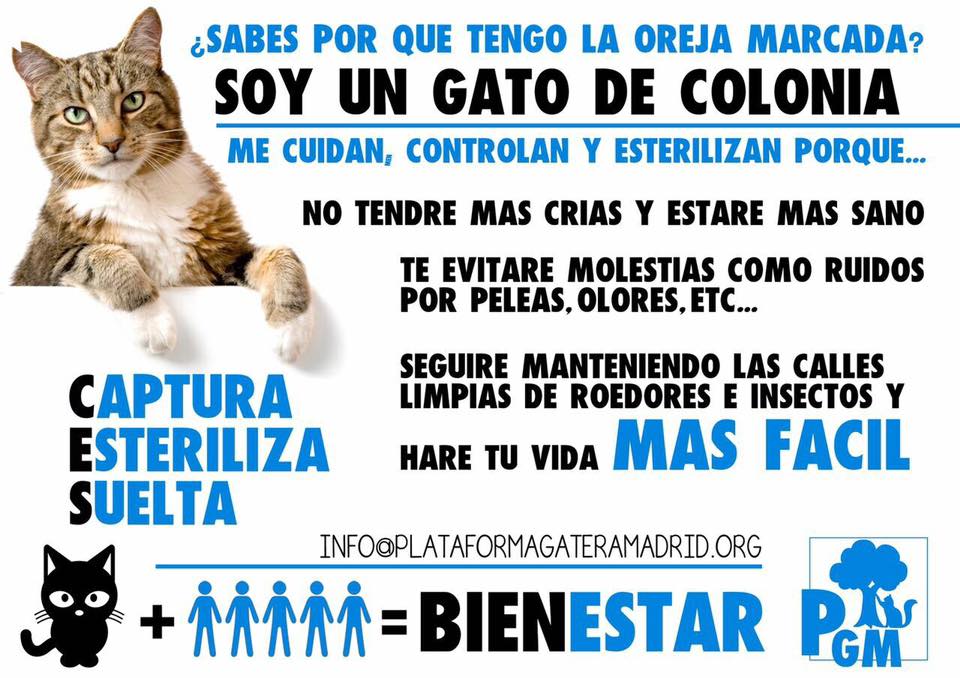 ¿SABES POR QUE TENGO LA OREJA MARCADA?
SOY UN GATO DE COLONIA
ME CUIDAN, CONTROLAN Y ESTERILIZAN PORQUE...
NO TENDRE MAS CRIAS Y ESTARE MAS SANO
TE EVITARE MOLESTIAS COMO RUIDOS
POR PELEAS, OLORES, ETC...
SEGUIRE MANTENIENDO LAS CALLES
LIMPIAS DE ROEDORES E INSECTOS Y
HARE TU VIDA MAS FACIL
CAPTURA
ESTERILIZA
SUELTA
INFO@PLATAFORMAGATERAMADRID.ORG
+ = BIENESTAR
PGM